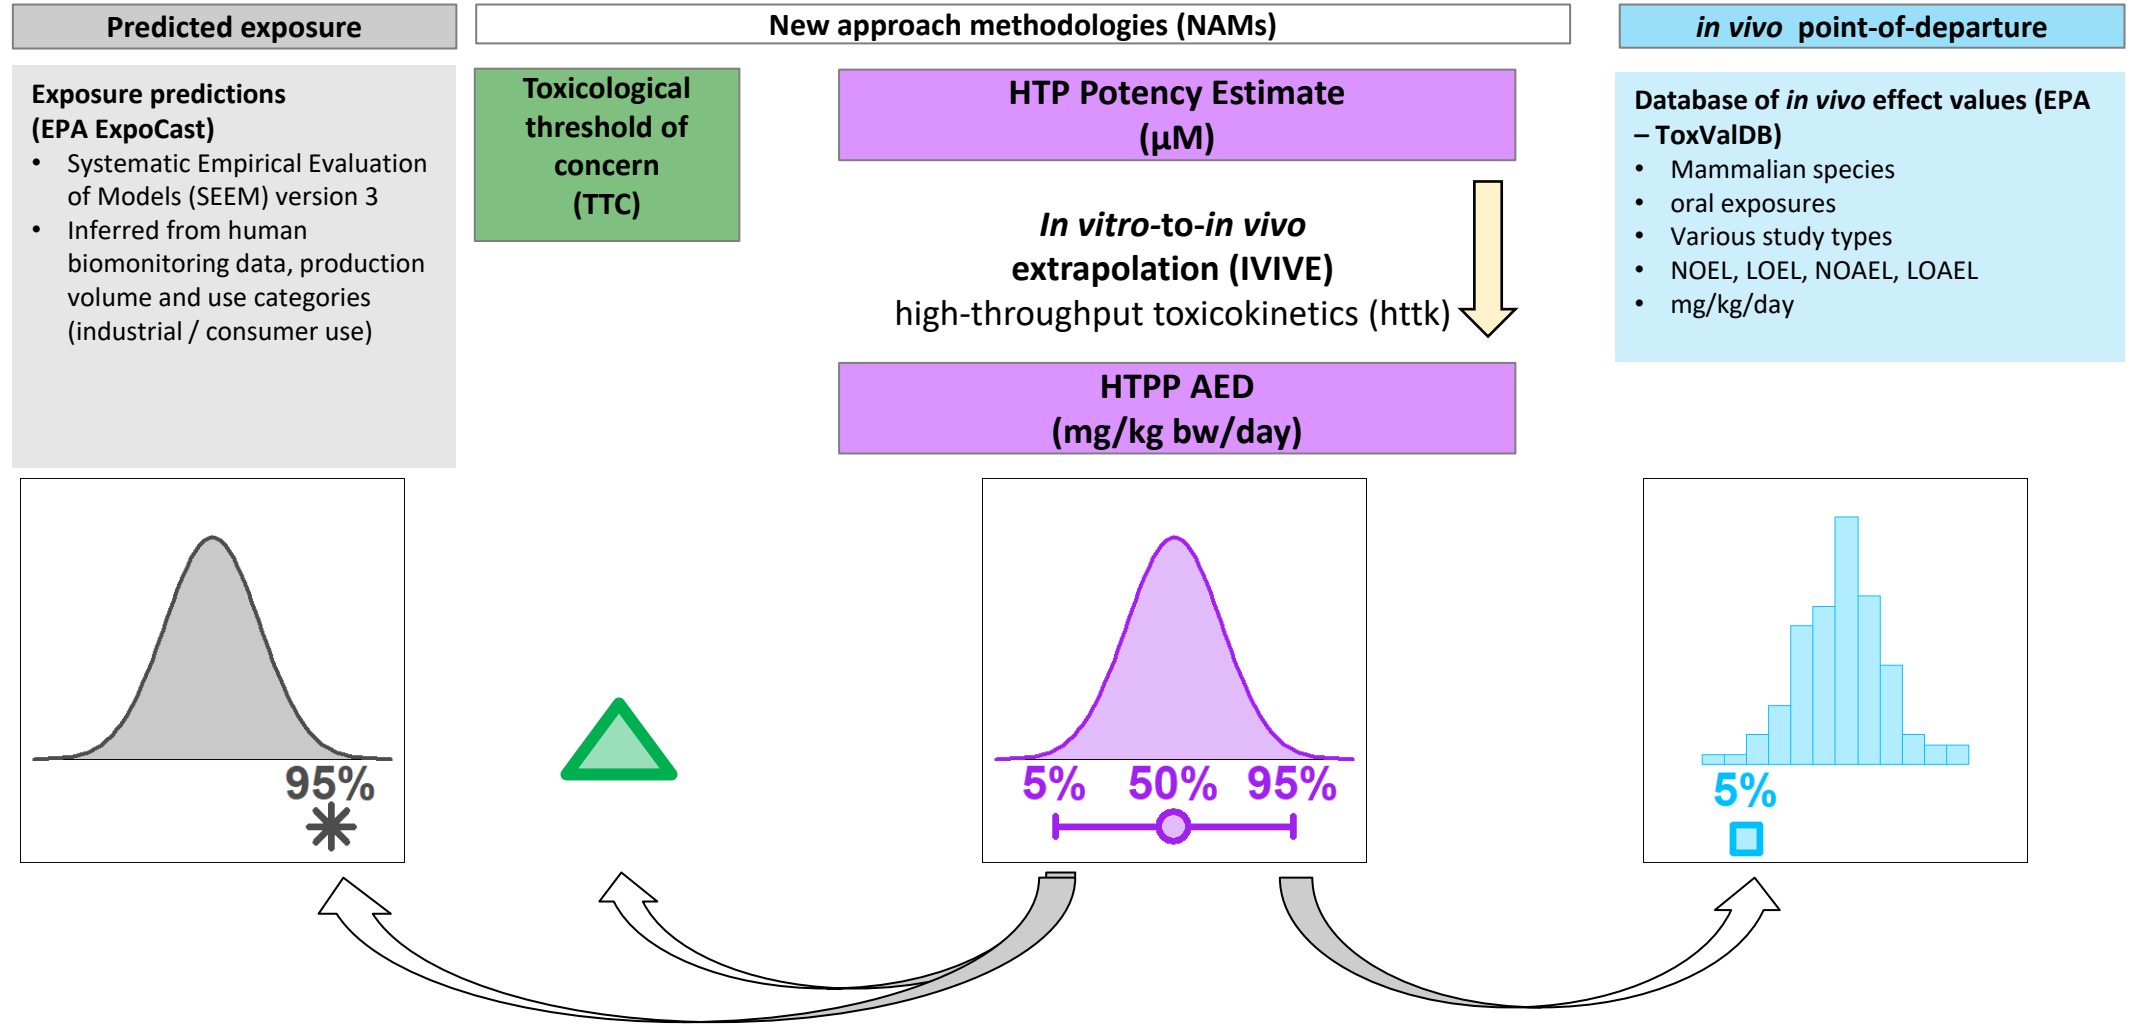 Predicted exposure
New approach methodologies (NAMs)
in vivo point-of-departure
Exposure predictions
(EPA ExpoCast)
• Systematic Empirical Evaluation
of Models (SEEM) version 3
• Inferred from human
biomonitoring data, production
volume and use categories
(industrial / consumer use)
Toxicological
threshold of
concern
(TTC)
HTP Potency Estimate
(µM)
In vitro-to-in vivo
extrapolation (IVIVE)
high-throughput toxicokinetics (httk)
HTPP AED
(mg/kg bw/day)
Database of in vivo effect values (EPA
– ToxValDB)
• Mammalian species
• oral exposures
• Various study types
• NOEL, LOEL, NOAEL, LOAEL
• mg/kg/day
95%
5% 50% 95%
5%